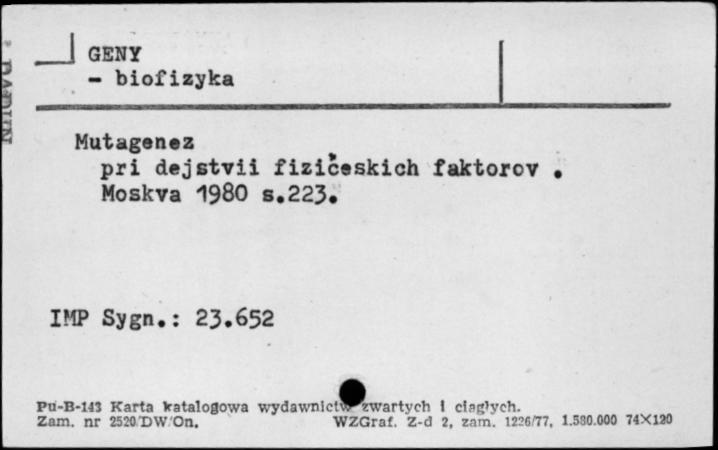 GENY
- biofizyka
Mutagenez
pri dejstvii fizičeskich faktorov .
Moskva 1980 s.223.
IMP Sygn.: 23.652
Pu-B-143 Karta katalogowa wydawnictw zwartych i ciągłych.
Zam. nr 2520/DW/On. WZGraf. Z-d 2, zam. 1226/77, 1.580.000 74X120